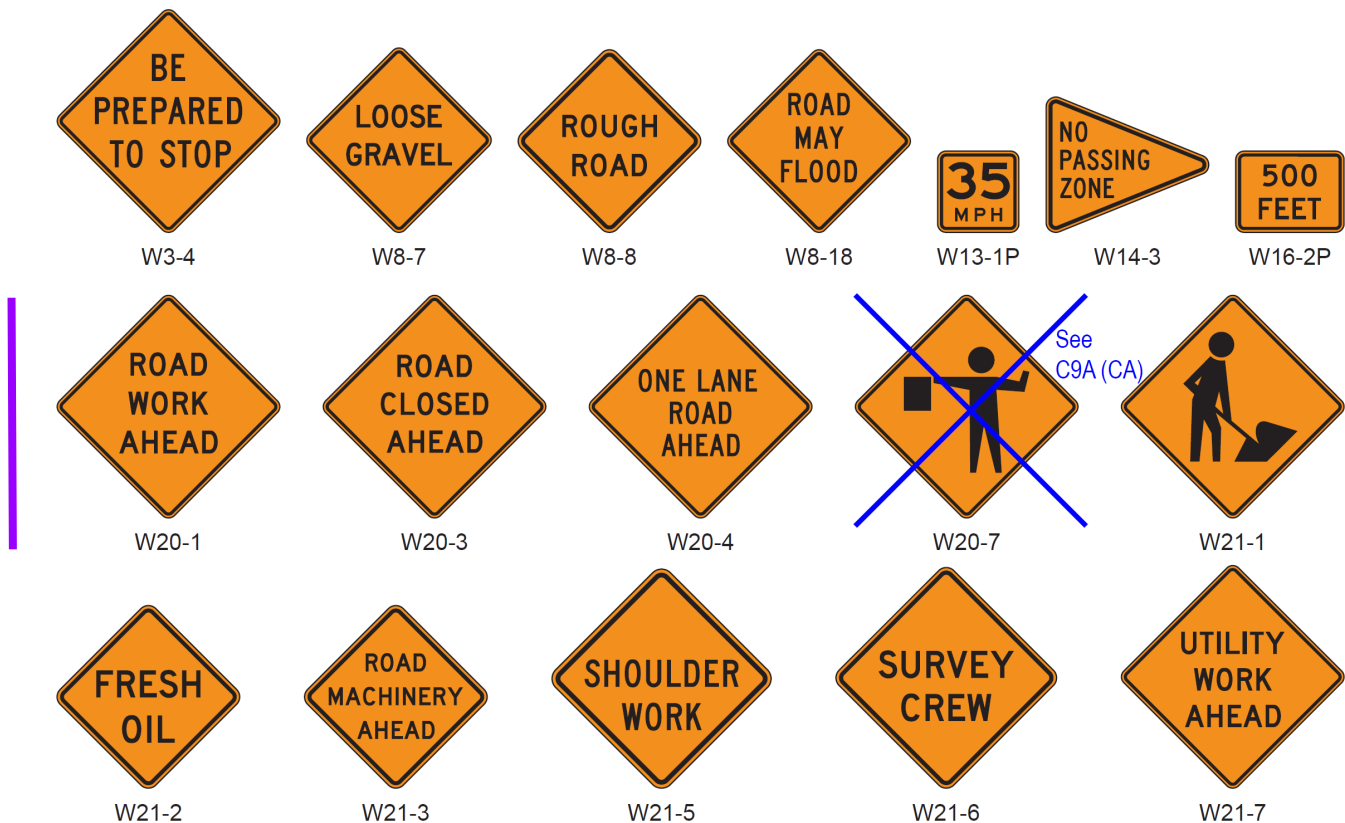 BE
PREPARED
TO STOP
W3-4
LOOSE
GRAVEL
W8-7
ROUGH
ROAD
W8-8
ROAD
MAY
FLOOD
W8-18
35
MPH
W13-1P
NO
PASSING
ZONE
W14-3
500
FEET
W16-2P
ROAD
WORK
AHEAD
W20-1
ROAD
CLOSED
AHEAD
W20-3
ONE LANE
ROAD
AHEAD
W20-4
See
C9A (CA)
W20-7
W21-1
FRESH
OIL
W21-2
ROAD
MACHINERY
AHEAD
W21-3
SHOULDER
WORK
W21-5
SURVEY
CREW
W21-6
UTILITY
WORK
AHEAD
W21-7